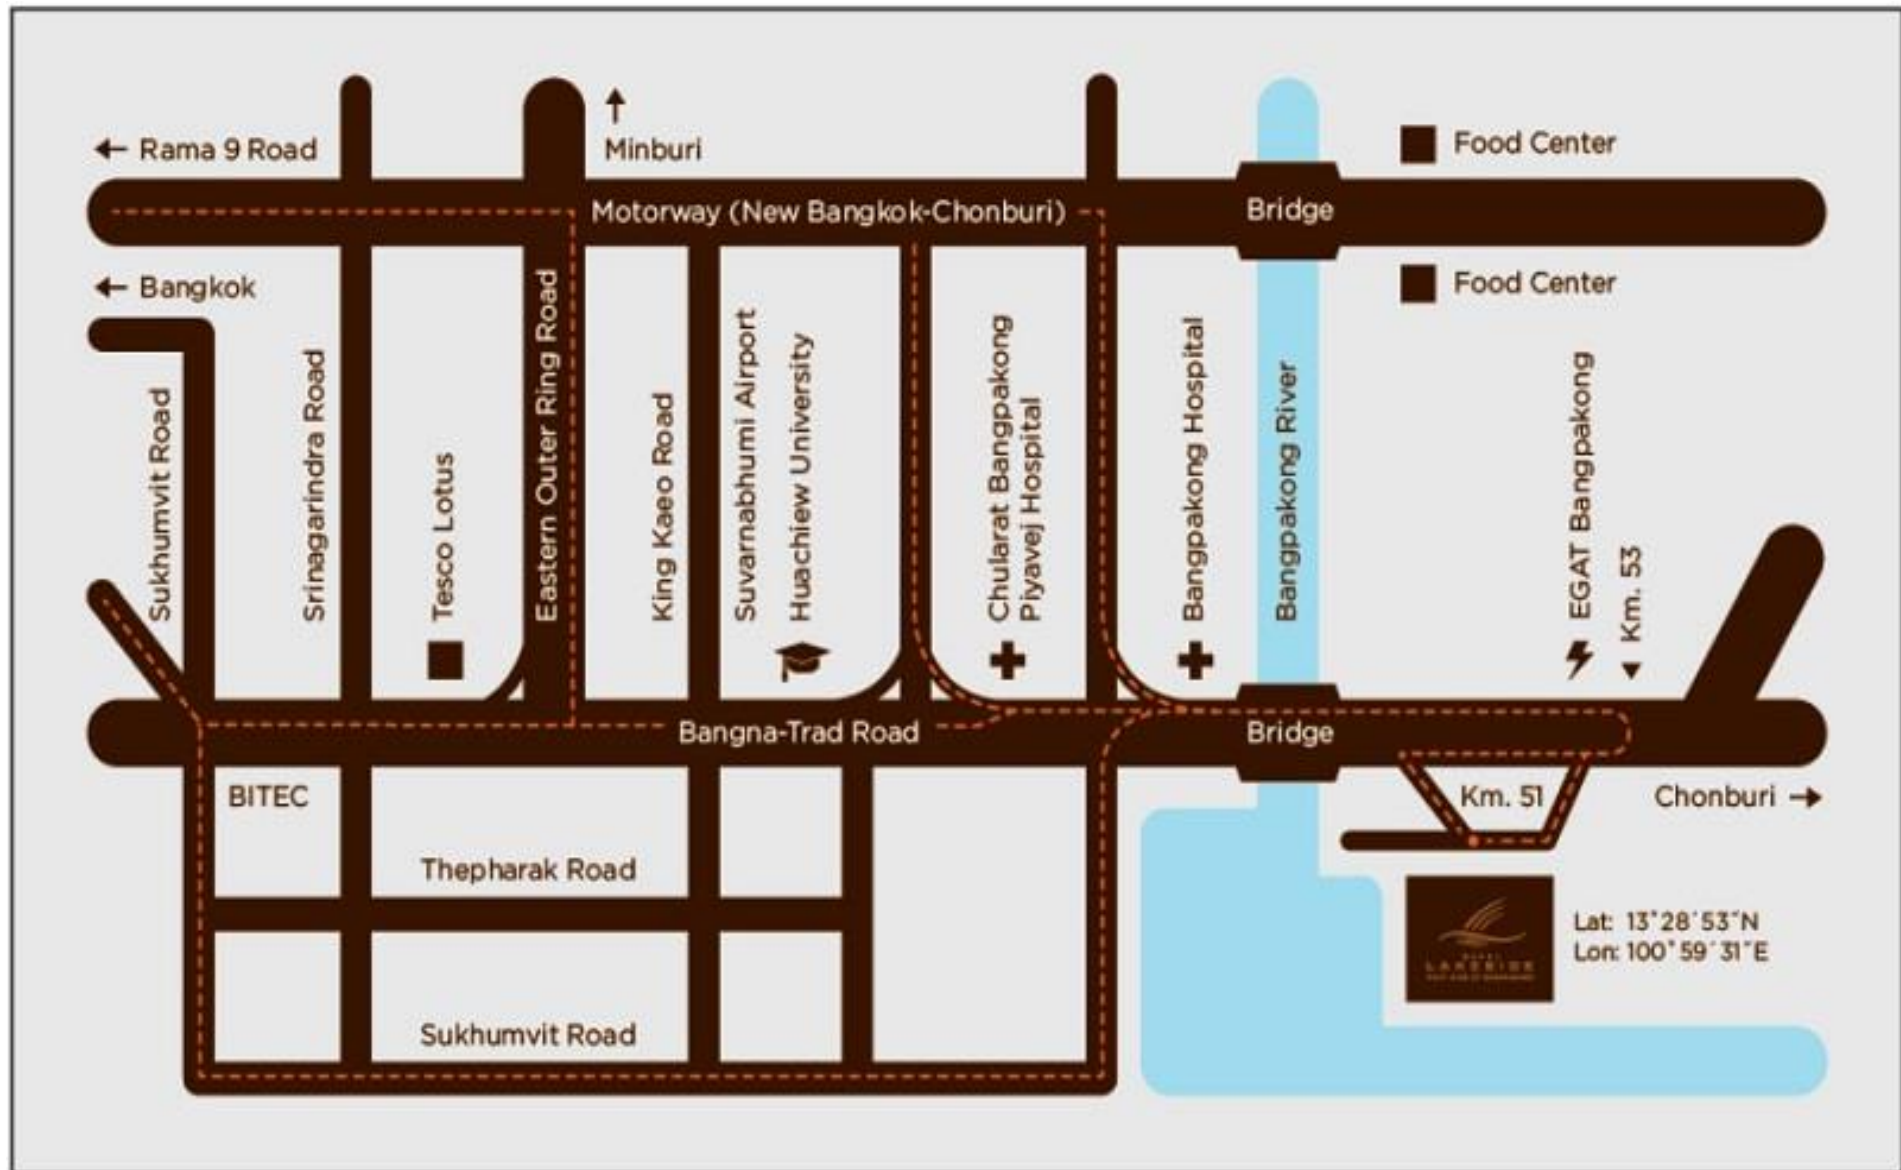 ← Rama 9 Road
↑
Minburi
Food Center
Motorway (New Bangkok-Chonburi)
Bridge
← Bangkok
Food Center
Sukhumvit Road
Srinagarindra Road
Tesco Lotus
Eastern Outer Ring Road
King Kaeo Road
Suvarnabhumi Airport
Huachiew University
Chularat Bangpakong
Piyavej Hospital
Bangpakong Hospital
Bangpakong River
EGAT Bangpakong
Km. 53
Bangna-Trad Road
Bridge
BITEC
Km. 51
Chonburi →
Thepharak Road
LAKESIDE
Lat: 13°28´53˝N
Lon: 100°59´31˝E
Sukhumvit Road